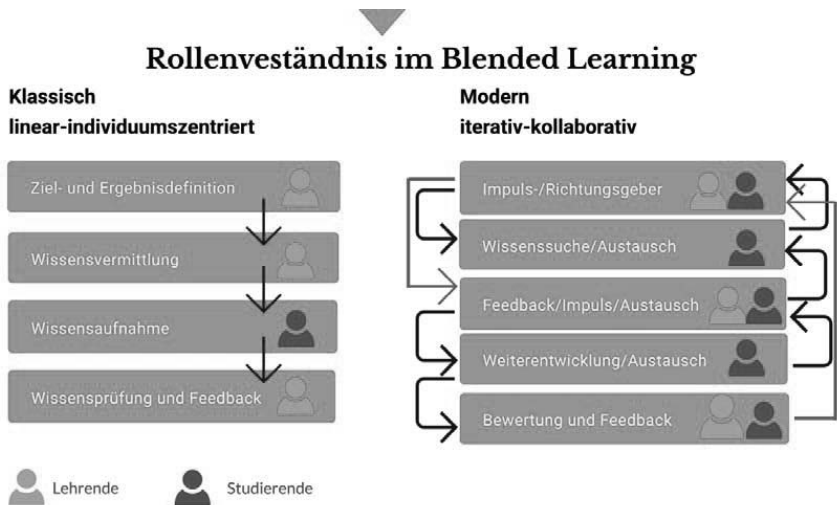 Rollenveständnis im Blended Learning
Klassisch
linear-individuumszentriert
Ziel- und Ergebnisdefinition
Wissensvermittlung
Wissensaufnahme
Wissensprüfung und Feedback
Modern
iterativ-kollaborativ
Impuls-/Richtungsgeber
Wissenssuche/Austausch
Feedback/Impuls/Austausch
Weiterentwicklung/Austausch
Bewertung und Feedback
Lehrende
Studierende